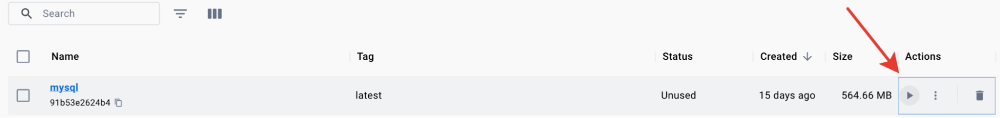 Search
Name Tag Status Created Size Actions
mysql
latest Unused 15 days ago 564.66 MB
91b53e2624b4